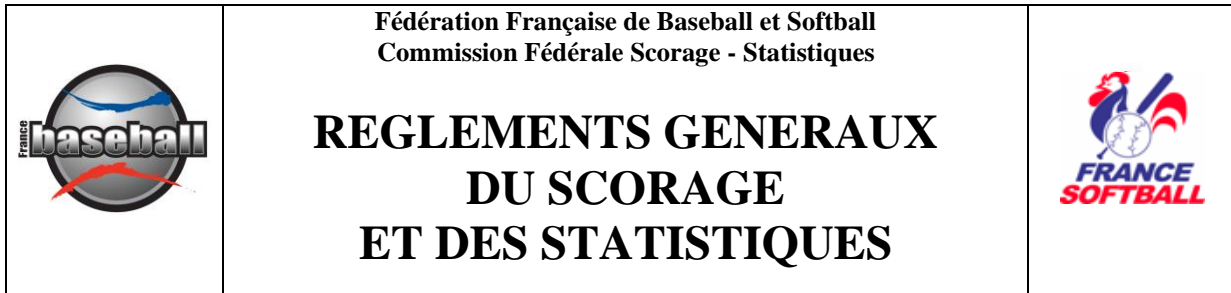 Fédération Française de Baseball et Softball
Commission Fédérale Scorage - Statistiques
France
baseball
REGLEMENTS GENERAUX
DU SCORAGE
ET DES STATISTIQUES
FRANCE
SOFTBALL